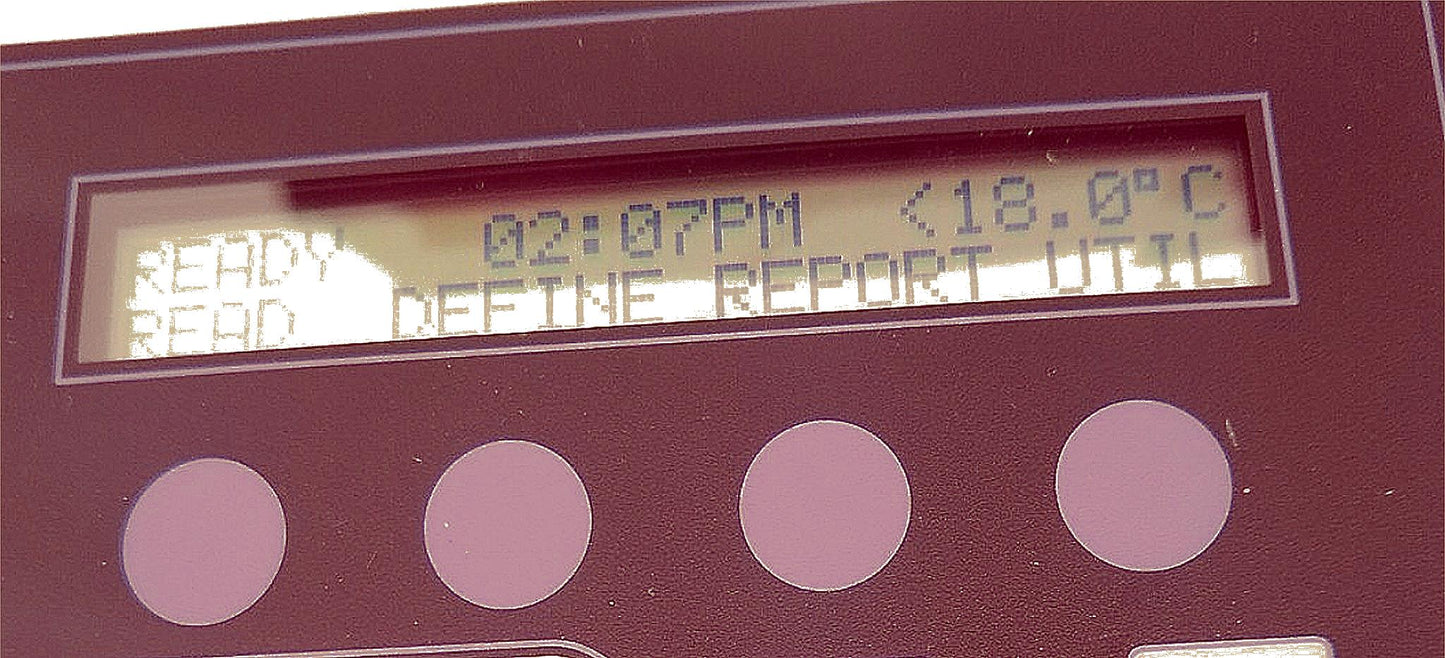 READY 02:07PM <18.0°C
READ DEFINE REPORT UTIL